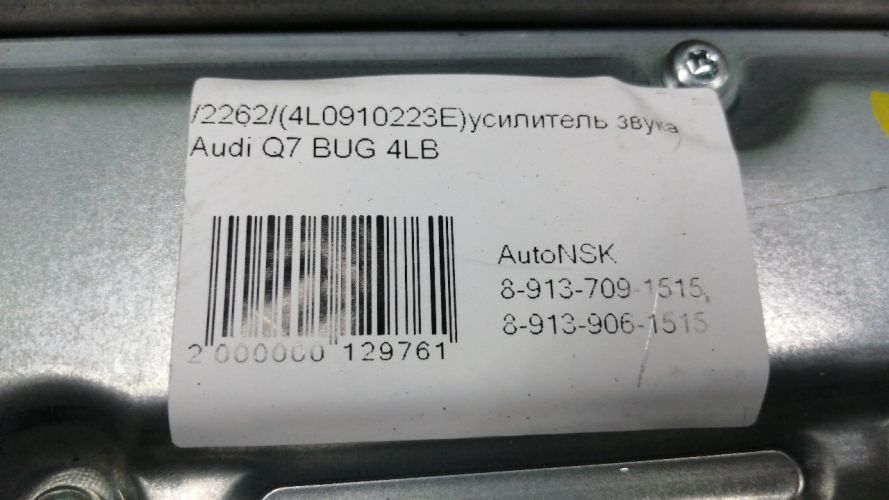 /2262/(4L0910223E)усилитель звука
Audi Q7 BUG 4LB
AutoNSK
8-913-709-1515,
8-913-906-1515
2 000000 129761